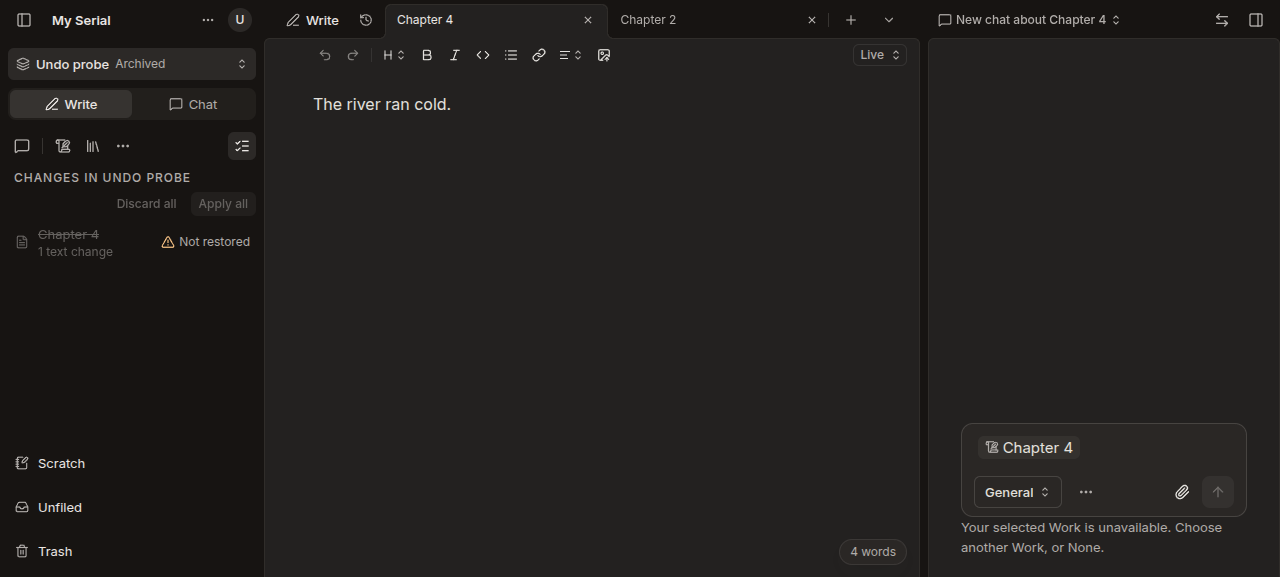 My Serial
U
Write
Chapter 4
Chapter 2
New chat about Chapter 4
Undo probe Archived
H
B
I
Live
Write
Chat
The river ran cold.
CHANGES IN UNDO PROBE
Discard all
Apply all
Chapter 4
1 text change
Not restored
Chapter 4
General
Scratch
Unfiled
Trash
4 words
Your selected Work is unavailable. Choose
another Work, or None.